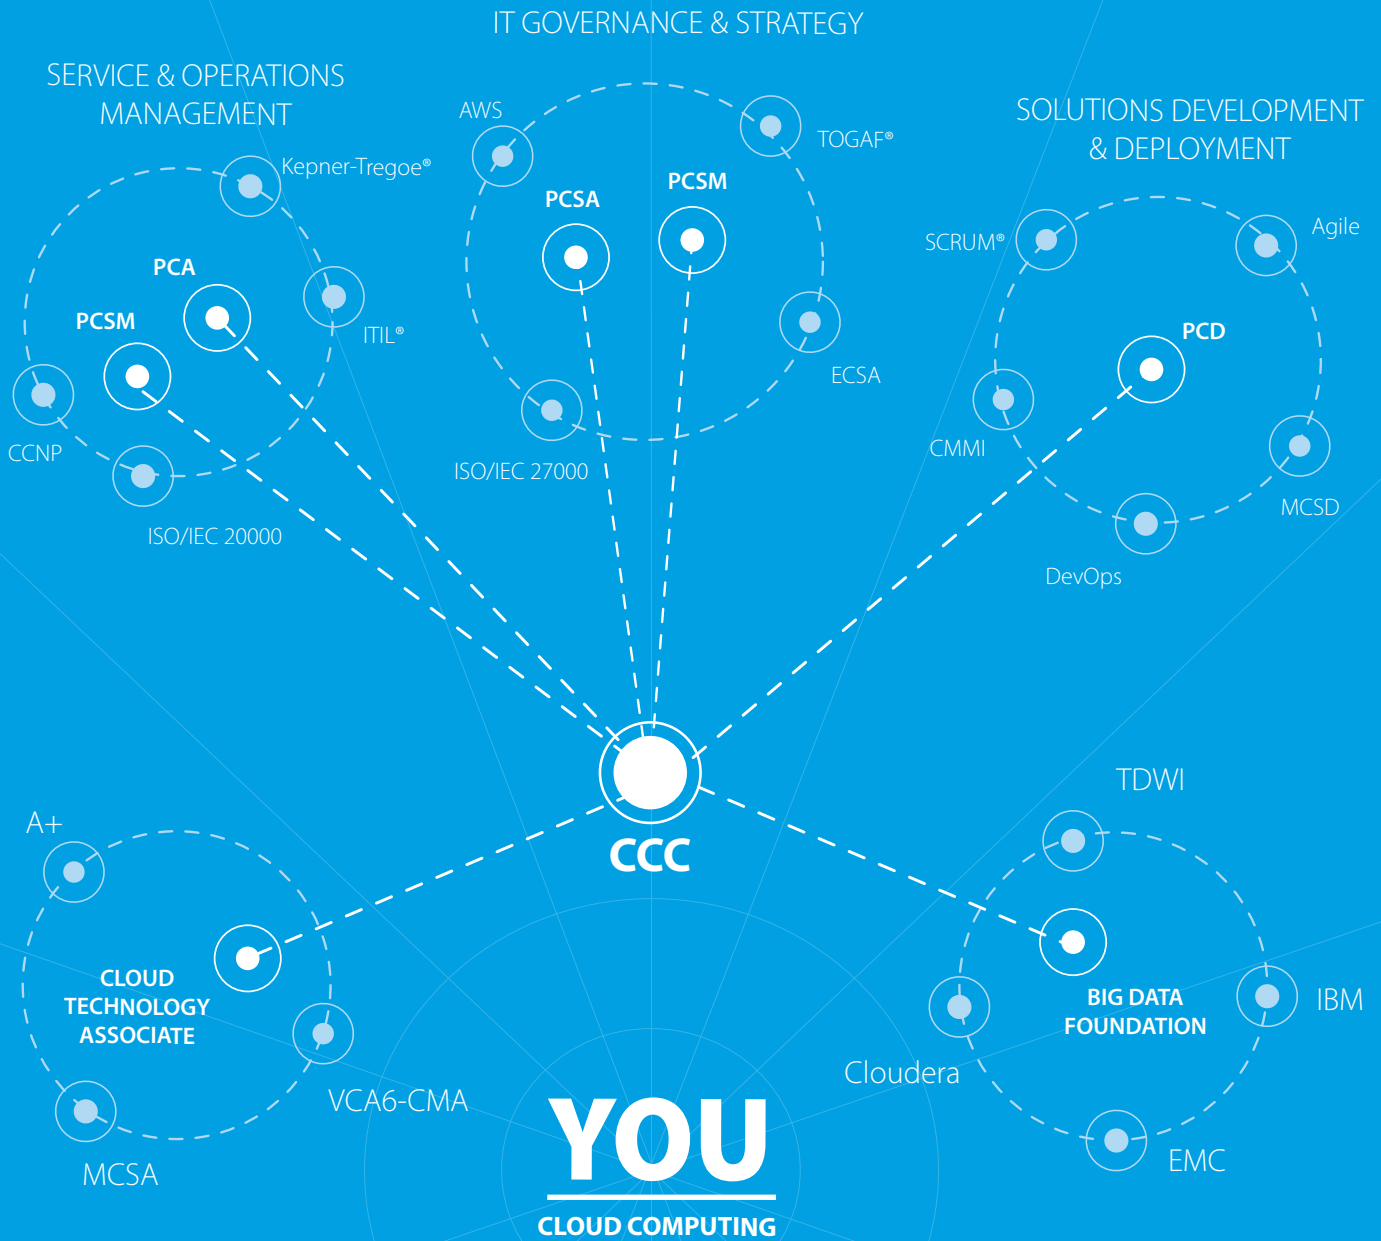 IT GOVERNANCE & STRATEGY
SERVICE & OPERATIONS
MANAGEMENT
SOLUTIONS DEVELOPMENT
& DEPLOYMENT
Kepner-Tregoe®
PCA
PCSM
ITIL®
CCNP
ISO/IEC 20000
AWS
TOGAF®
PCSA
PCSM
ECSA
ISO/IEC 27000
SCRUM®
Agile
PCD
CMMI
MCSD
DevOps
CCC
A+
CLOUD
TECHNOLOGY
ASSOCIATE
VCA6-CMA
MCSA
TDWI
BIG DATA
FOUNDATION
IBM
Cloudera
EMC
YOU
CLOUD COMPUTING